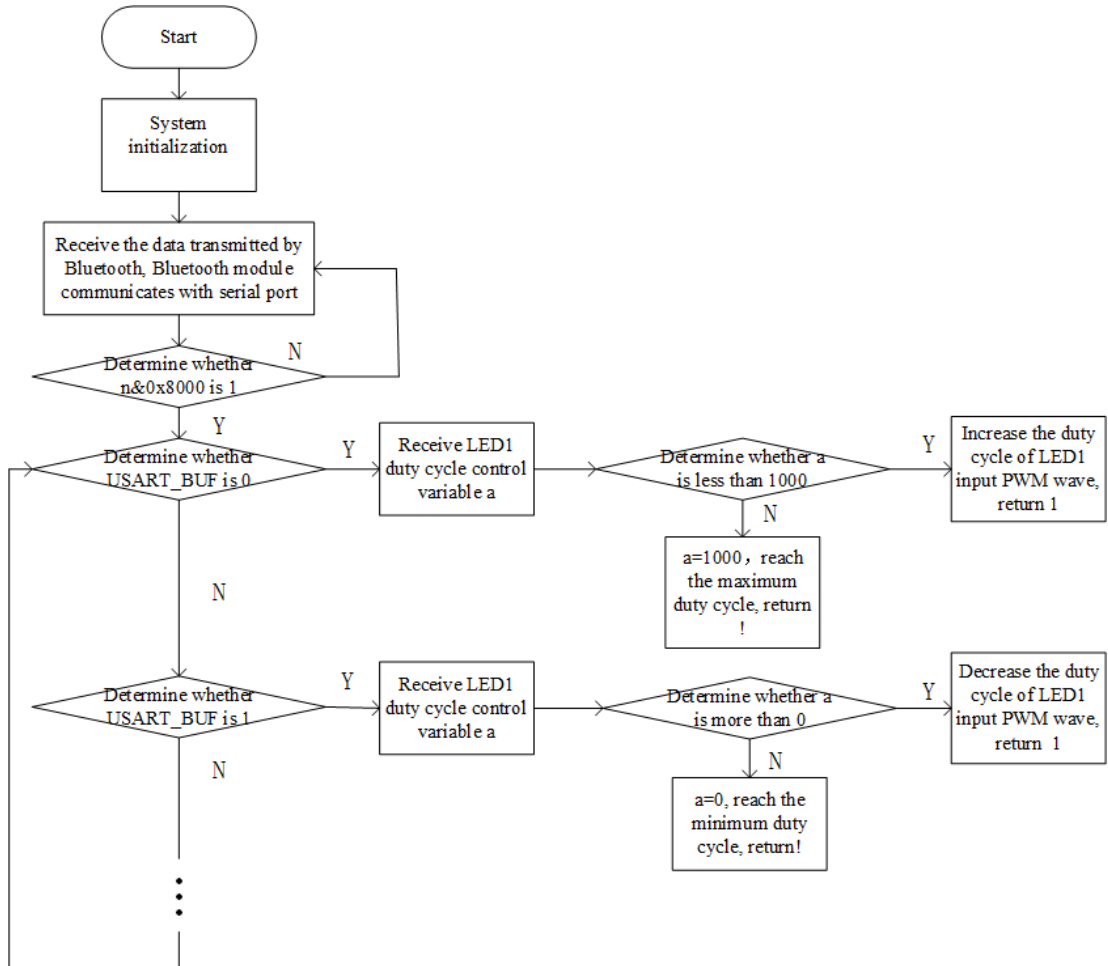 Start
System
initialization
Receive the data transmitted by
Bluetooth, Bluetooth module
communicates with serial port
Determine whether
n&0x8000 is 1
N
Y
Determine whether
USART_BUF is 0
Y
Receive LED1
duty cycle control
variable a
Determine whether a
is less than 1000
Y
Increase the duty
cycle of LED1
input PWM wave,
return 1
N
a=1000，reach
the maximum
duty cycle, return
!
N
Determine whether
USART_BUF is 1
Y
Receive LED1
duty cycle control
variable a
Determine whether a
is more than 0
Y
Decrease the duty
cycle of LED1
input PWM wave,
return 1
N
a=0, reach the
minimum duty
cycle, return!
N